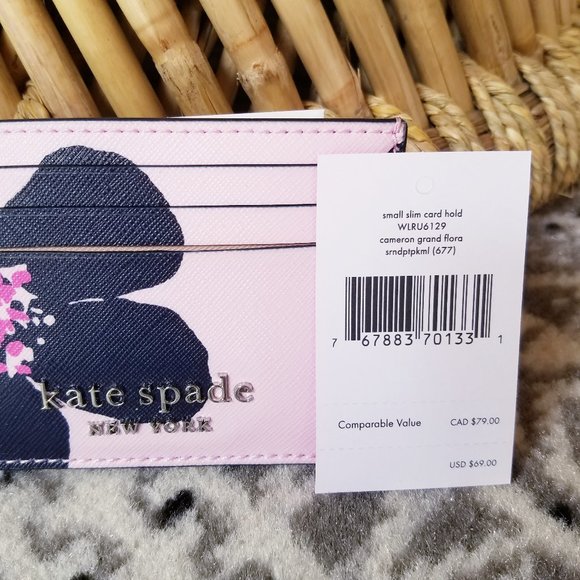 kate spade
NEW YORK
small slim card hold
WLRU6129
cameron grand flora
srndptpkml (677)
7 67883 70133 1
Comparable Value CAD $79.00
USD $69.00